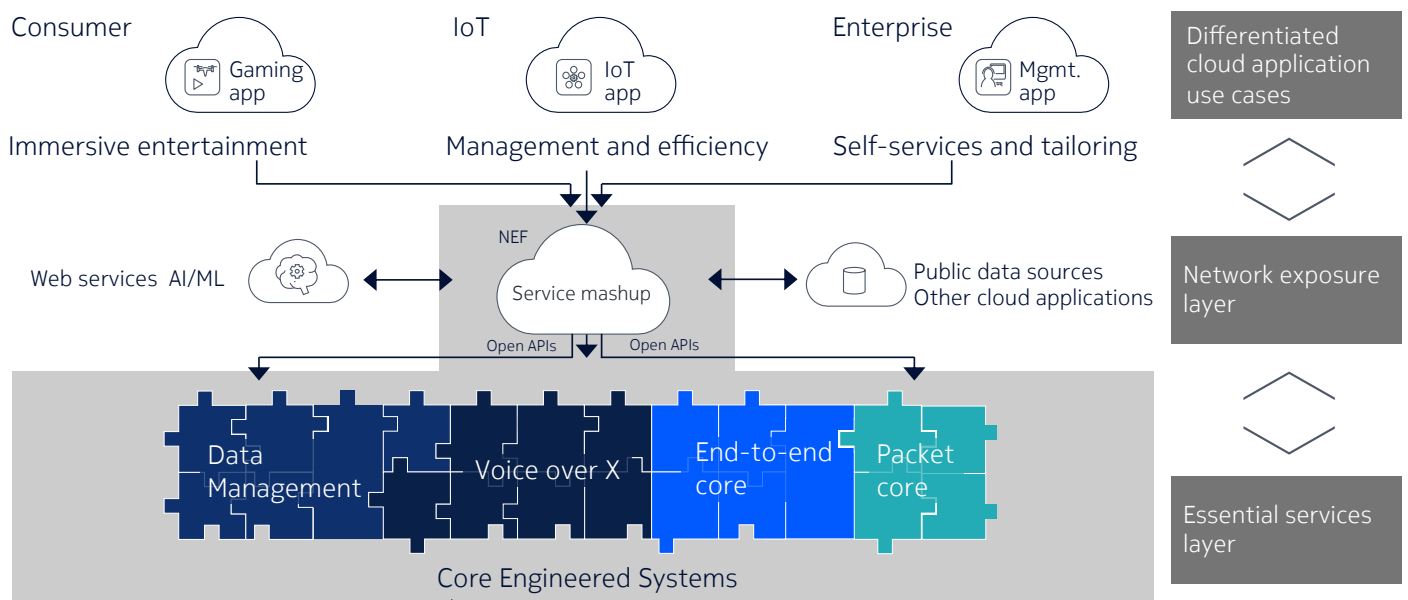 Consumer
IoT
Enterprise
Gaming
app
IoT
app
Mgmt.
app
Differentiated
cloud application
use cases
Immersive entertainment
Management and efficiency
Self-services and tailoring
NEF
Web services AI/ML
Service mashup
Public data sources
Other cloud applications
Network exposure
layer
Open APIs
Open APIs
Data
Management
Voice over X
End-to-end
core
Packet
core
Essential services
layer
Core Engineered Systems